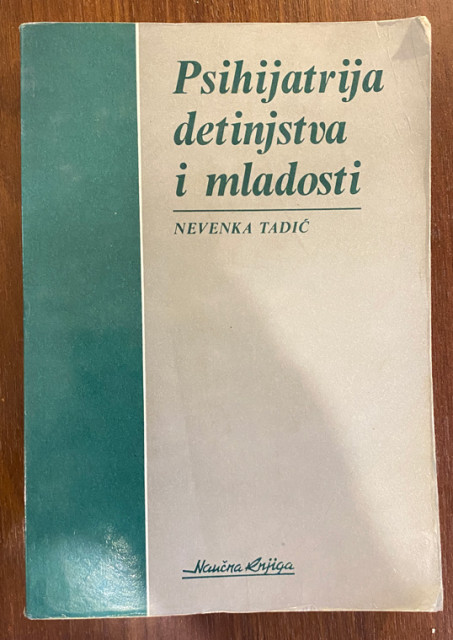 Psihijatrija
detinjstva
i mladosti
NEVENKA TADIĆ
Naučna Knjiga